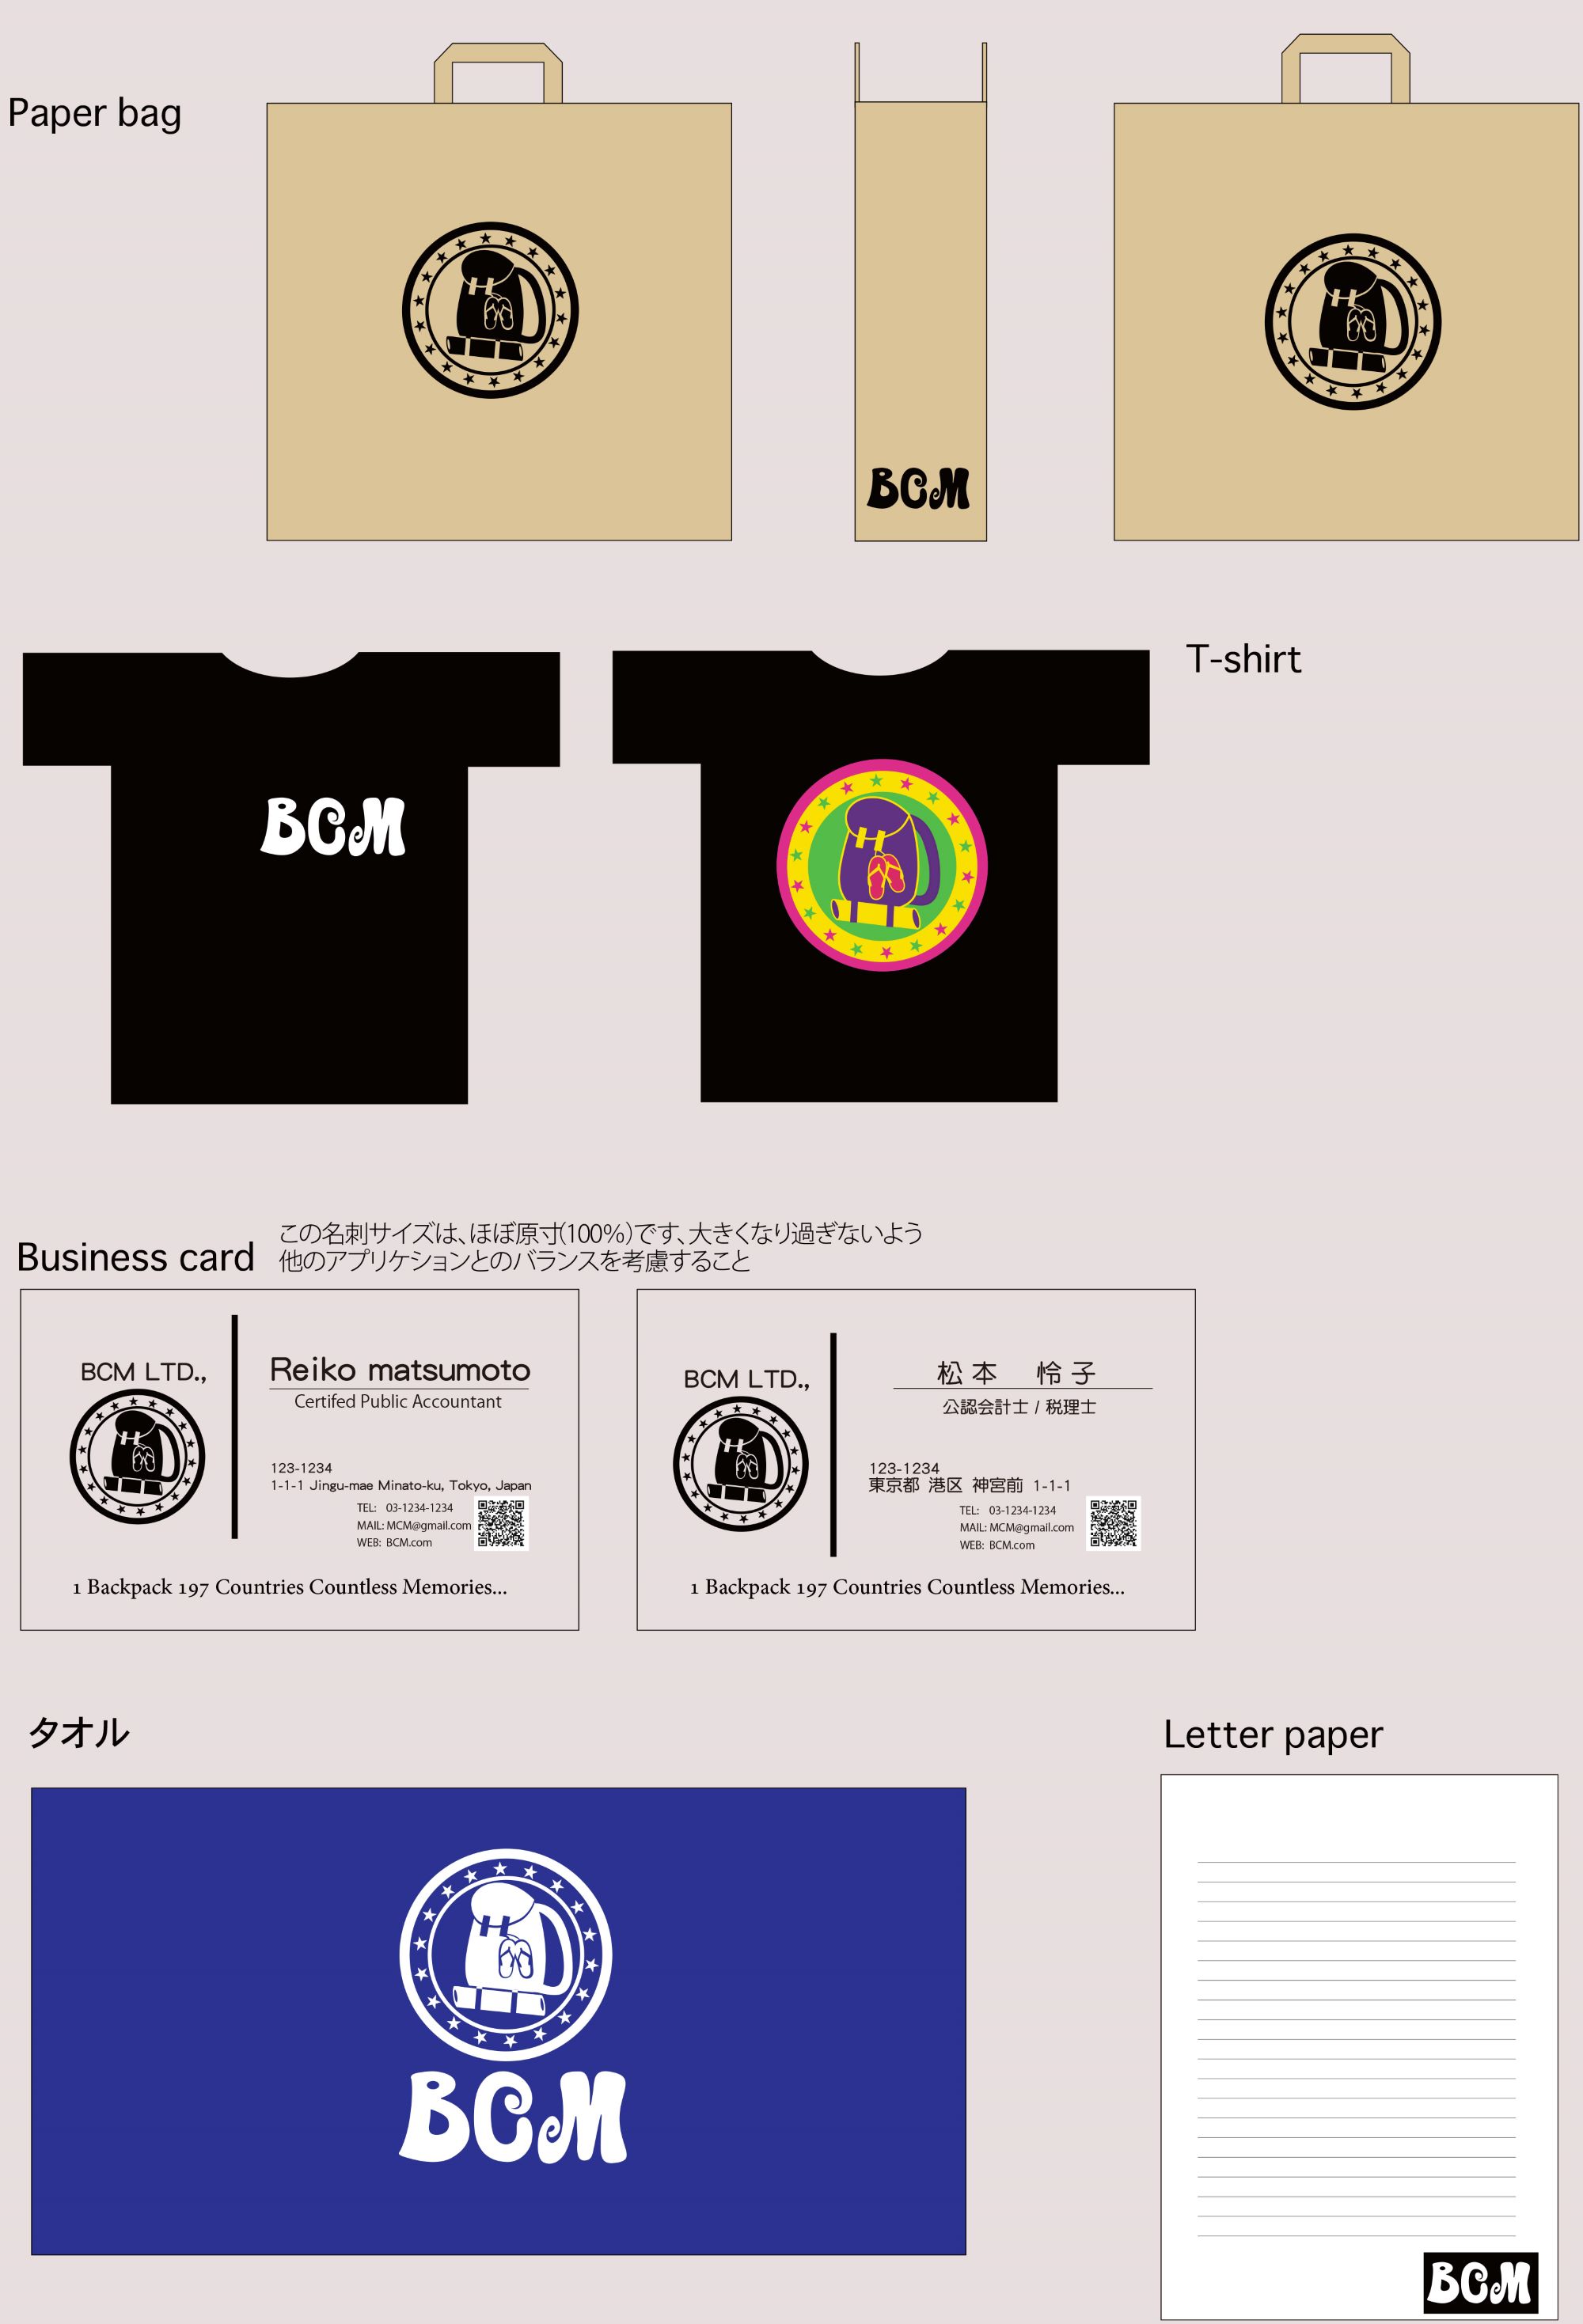 Paper bag
BCM
T-shirt
BCM
Business card
この名刺サイズは、ほぼ原寸(100%)です、大きくなり過ぎないよう
他のアプリケションとのバランスを考慮すること
BCM LTD.,
Reiko matsumoto
Certifed Public Accountant
123-1234
1-1-1 Jingu-mae Minato-ku, Tokyo, Japan
TEL: 03-1234-1234
MAIL: MCM@gmail.com
WEB: BCM.com
1 Backpack 197 Countries Countless Memories...
BCM LTD.,
松本 怜子
公認会計士 / 税理士
123-1234
東京都 港区 神宮前 1-1-1
TEL: 03-1234-1234
MAIL: MCM@gmail.com
WEB: BCM.com
1 Backpack 197 Countries Countless Memories...
タオル
BCM
Letter paper
BCM